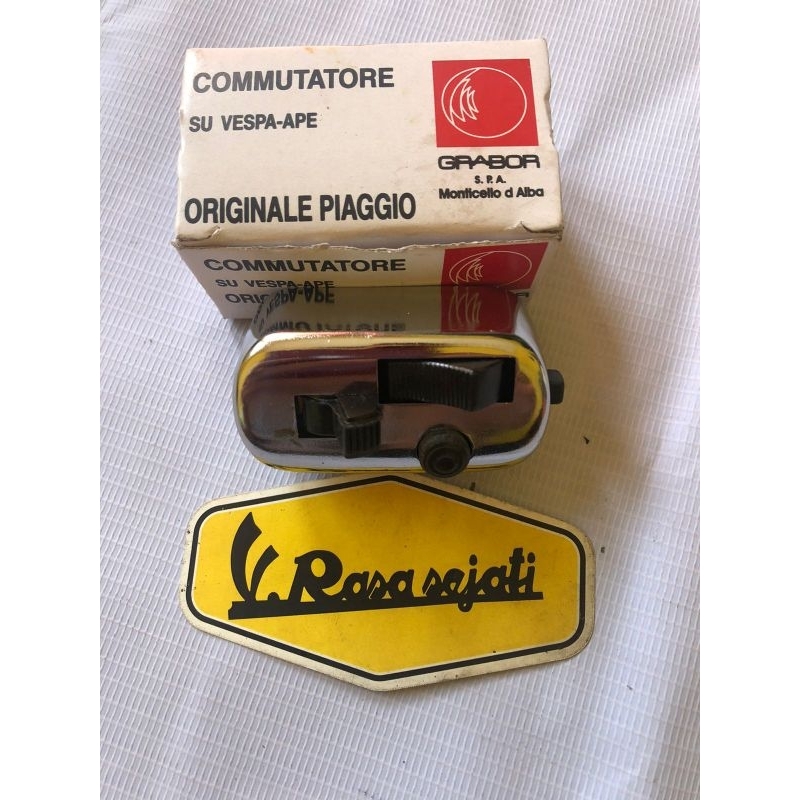 COMMUTATORE
SU VESPA-APE
GRABOR
S.P.A.
Monticello d Alba
ORIGINALE PIAGGIO
COMMUTATORE
SU VESPA-APE
V. Rasa sejati